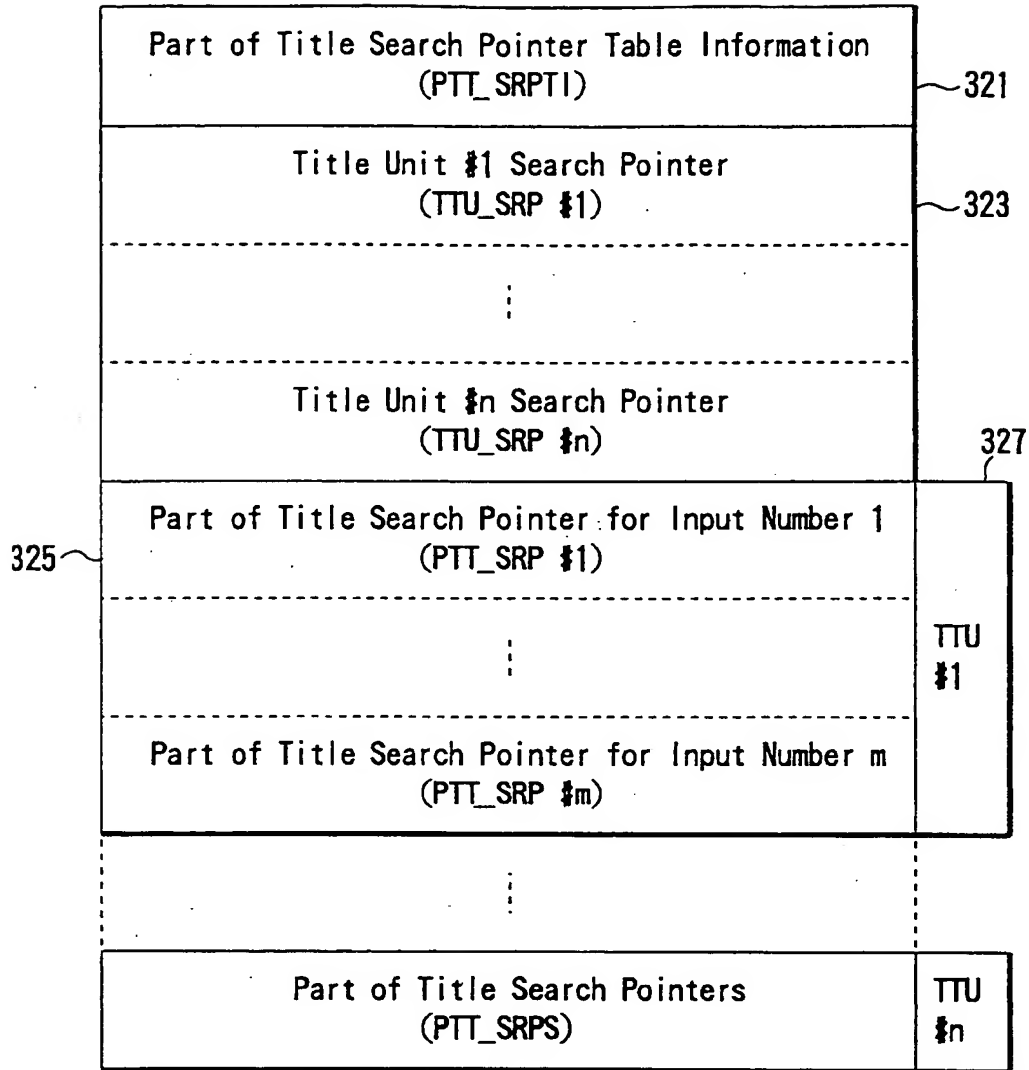 Part of Title Search Pointer Table Information
(PTT_SRPTI)
321
Title Unit #1 Search Pointer
(TTU_SRP #1)
323
Title Unit #n Search Pointer
(TTU_SRP #n)
327
Part of Title Search Pointer for Input Number 1
(PTT_SRP #1)
325
TTU
#1
Part of Title Search Pointer for Input Number m
(PTT_SRP #m)
Part of Title Search Pointers
(PTT_SRPS)
TTU
#n